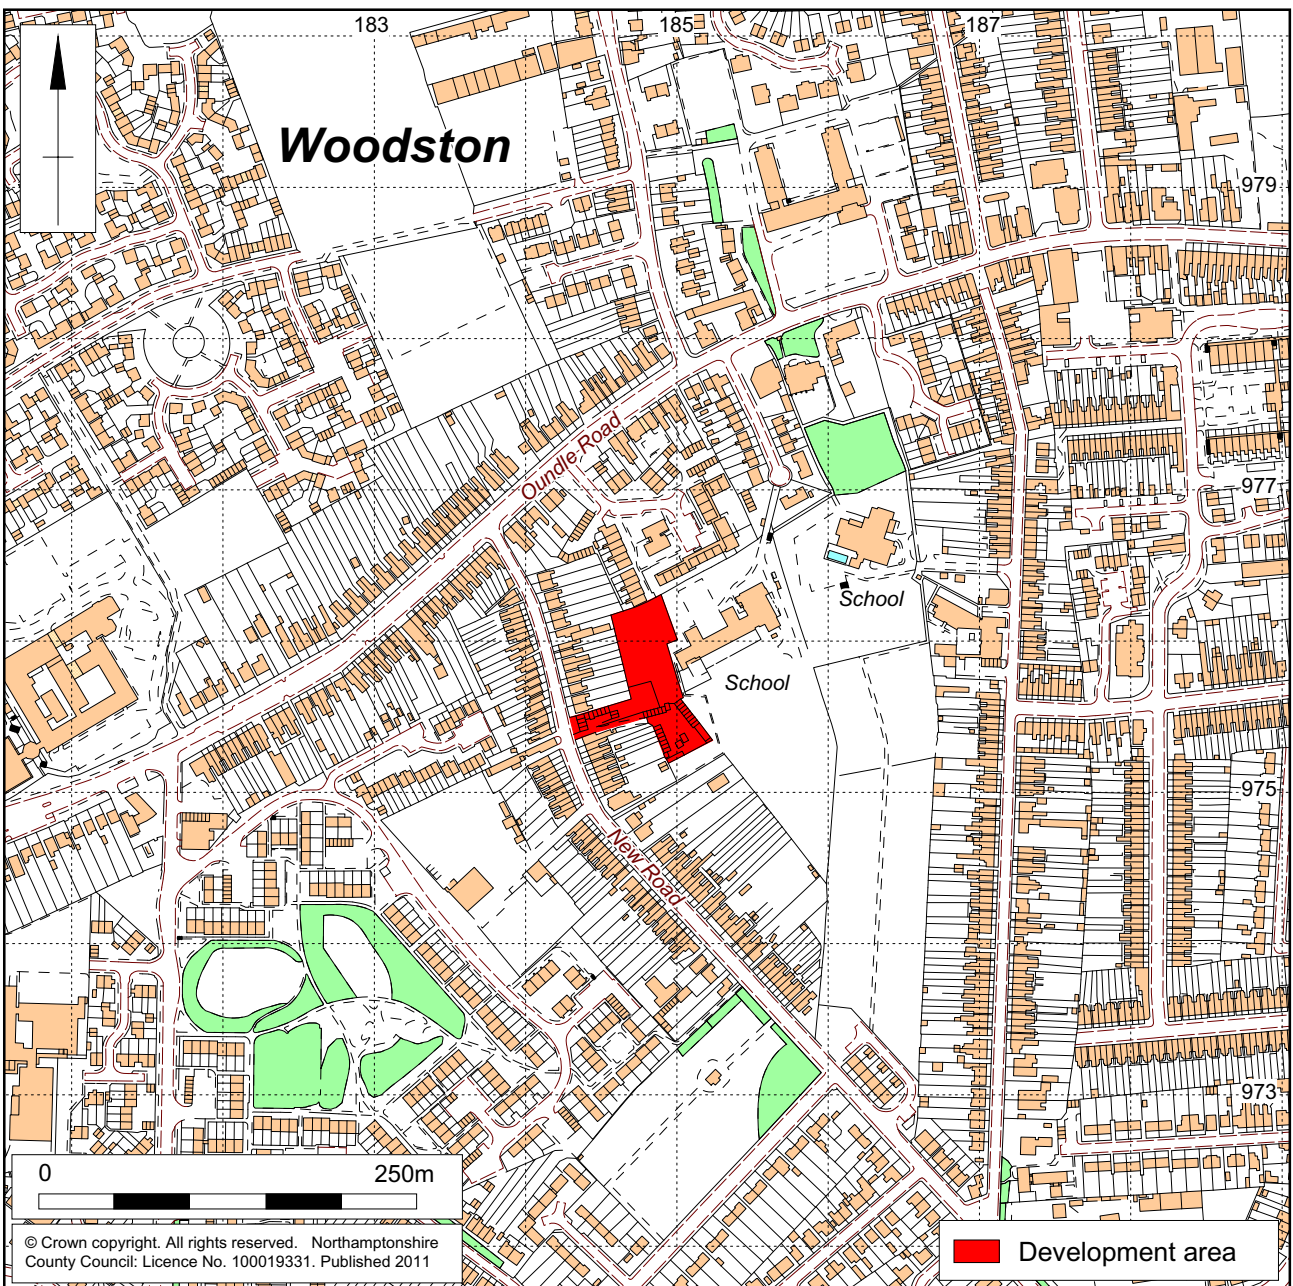 183
185
187
Woodston
979
Oundle Road
977
School
School
975
New Road
973
0 250m
© Crown copyright. All rights reserved. Northamptonshire
County Council: Licence No. 100019331. Published 2011
Development area